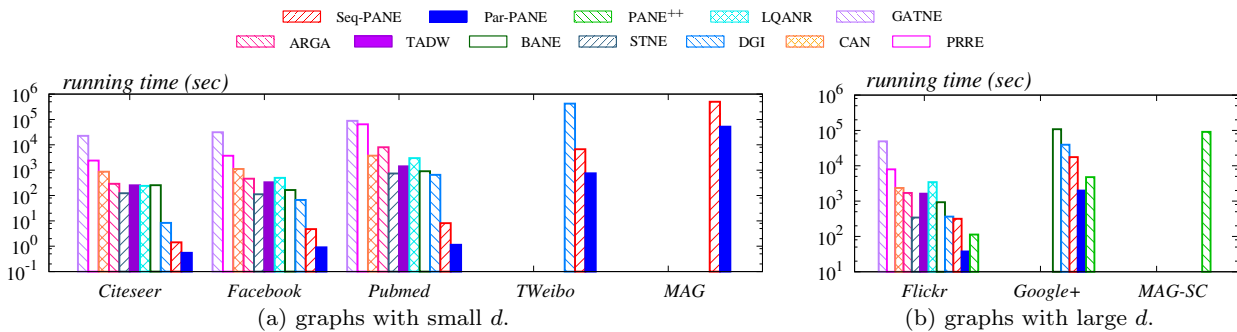 Seq-PANE Par-PANE PANE++ LQANR GATNE
ARGA TADW BANE STNE DGI CAN PRRE
running time (sec)
10^6
10^5
10^4
10^3
10^2
10^1
10^0
10^-1
Citeseer Facebook Pubmed TWeibo MAG
(a) graphs with small d.
running time (sec)
10^6
10^5
10^4
10^3
10^2
10^1
Flickr Google+ MAG-SC
(b) graphs with large d.